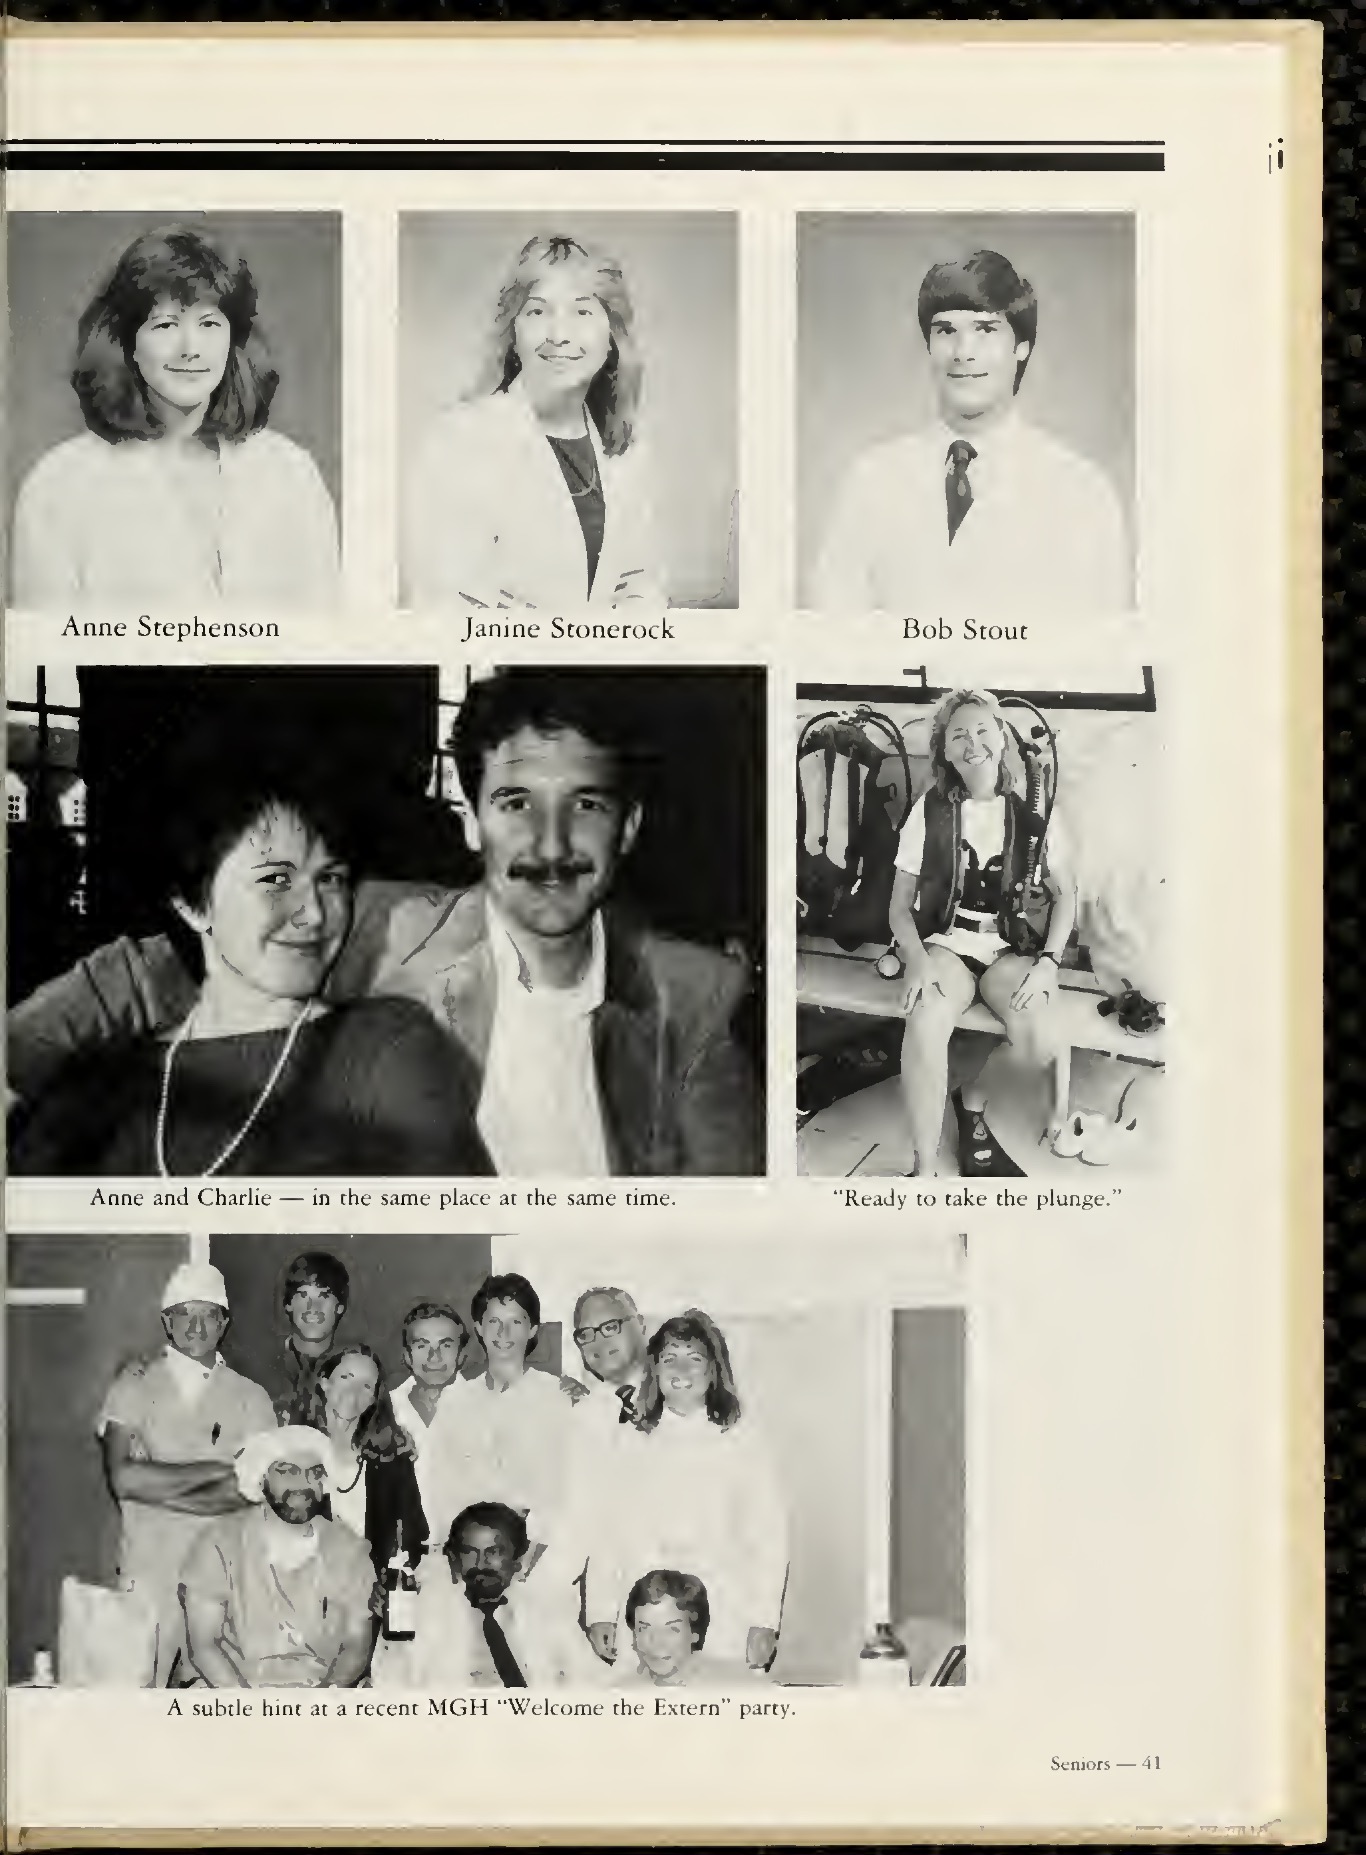 Anne Stephenson
Janine Stonerock
Bob Stout
Anne and Charlie — in the same place at the same time.
"Ready to take the plunge."
A subtle hint at a recent MGH "Welcome the Extern" party.
Seniors — 41